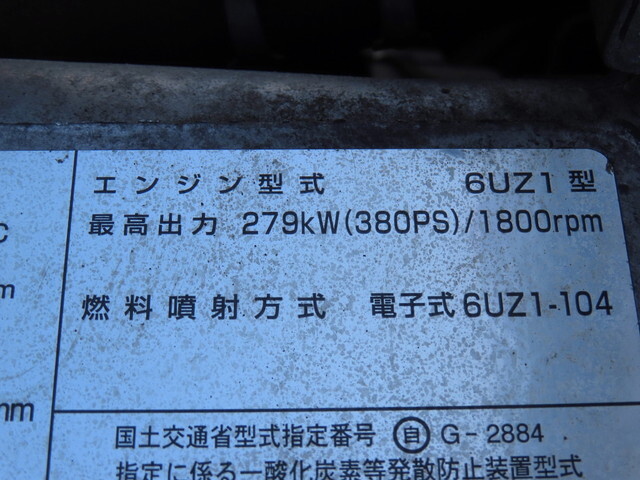 エンジン型式 6UZ1型
最高出力 279kW(380PS)/1800rpm
燃料噴射方式 電子式6UZ1-104
mm
国土交通省型式指定番号 自 G-2884
指定に係る一酸化炭素等発散防止装置型式